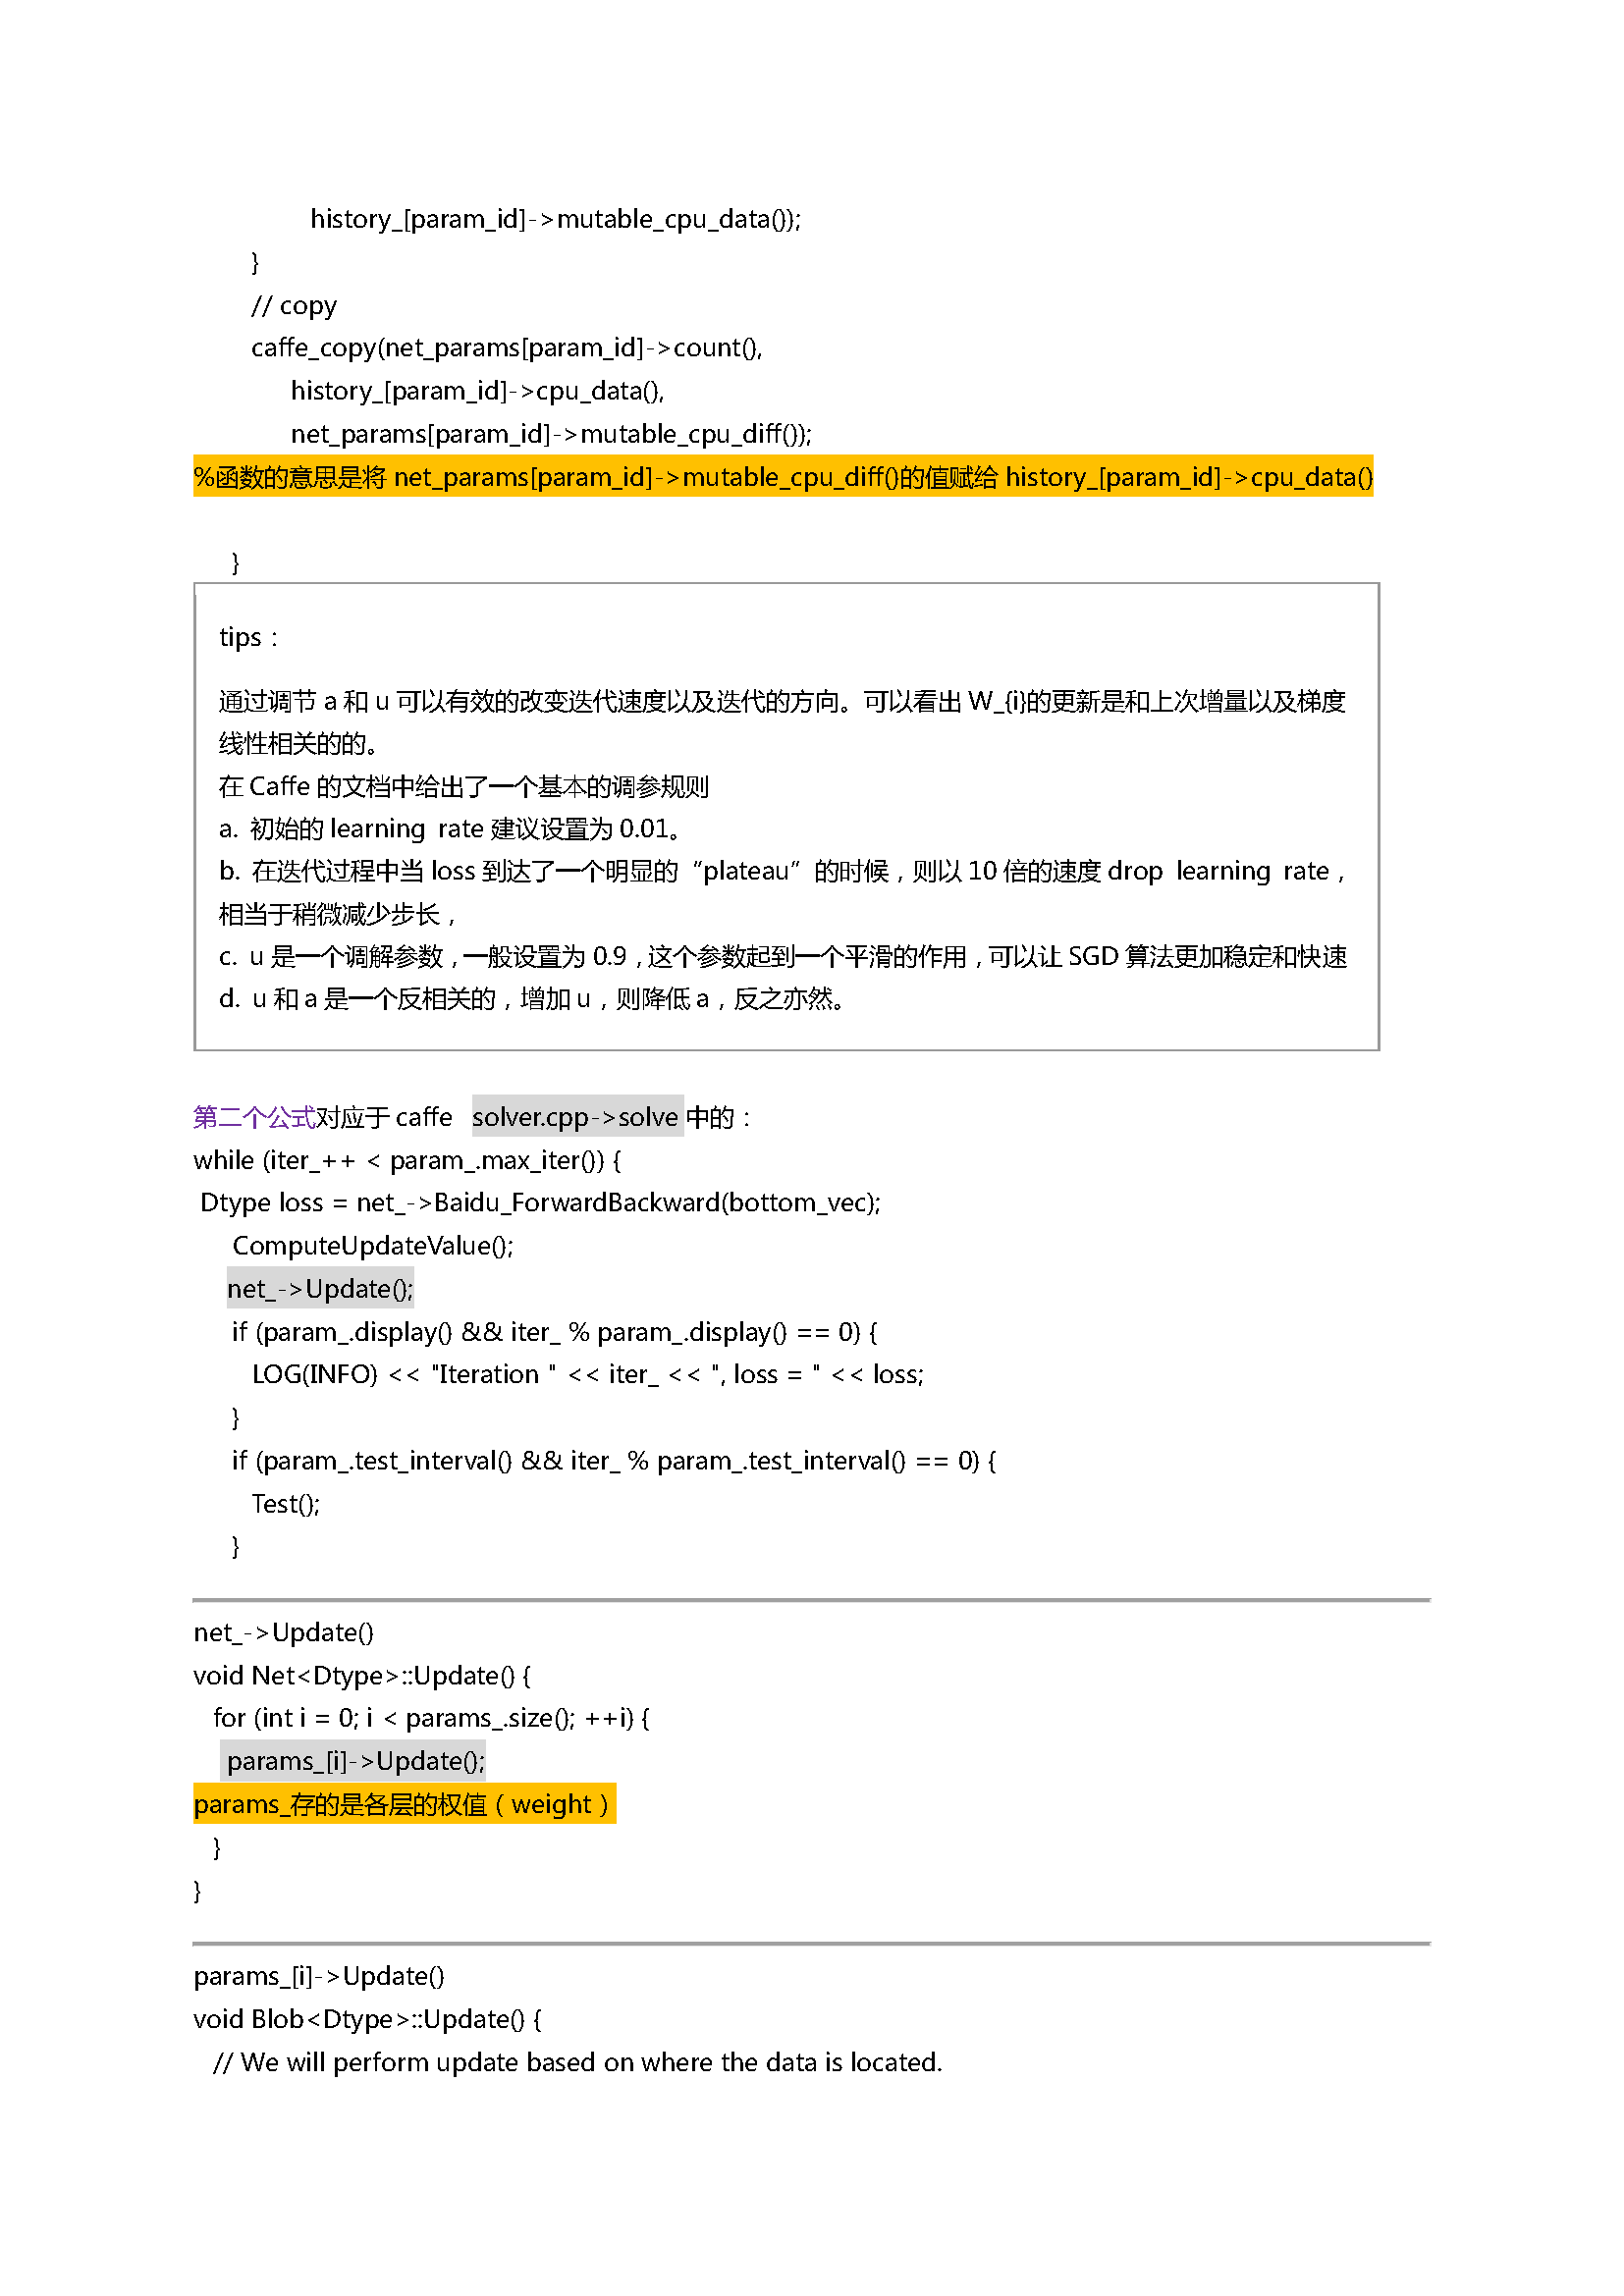 history_[param_id]->mutable_cpu_data());
}
// copy
caffe_copy(net_params[param_id]->count(),
history_[param_id]->cpu_data(),
net_params[param_id]->mutable_cpu_diff());
%函数的意思是将 net_params[param_id]->mutable_cpu_diff()的值赋给 history_[param_id]->cpu_data()
}
tips：
通过调节 a 和 u 可以有效的改变迭代速度以及迭代的方向。可以看出 W_{i}的更新是和上次增量以及梯度
线性相关的的。
在 Caffe 的文档中给出了一个基本的调参规则
a. 初始的 learning rate 建议设置为 0.01。
b. 在迭代过程中当 loss 到达了一个明显的“plateau”的时候，则以 10 倍的速度 drop learning rate，
相当于稍微减少步长，
c. u 是一个调解参数，一般设置为 0.9，这个参数起到一个平滑的作用，可以让 SGD 算法更加稳定和快速
d. u 和 a 是一个反相关的，增加 u，则降低 a，反之亦然。
第二个公式对应于 caffe solver.cpp->solve 中的：
while (iter_++ < param_.max_iter()) {
Dtype loss = net_->Baidu_ForwardBackward(bottom_vec);
ComputeUpdateValue();
net_->Update();
if (param_.display() && iter_ % param_.display() == 0) {
LOG(INFO) << "Iteration " << iter_ << ", loss = " << loss;
}
if (param_.test_interval() && iter_ % param_.test_interval() == 0) {
Test();
}
net_->Update()
void Net<Dtype>::Update() {
for (int i = 0; i < params_.size(); ++i) {
params_[i]->Update();
params_存的是各层的权值（weight）
}
}
params_[i]->Update()
void Blob<Dtype>::Update() {
// We will perform update based on where the data is located.